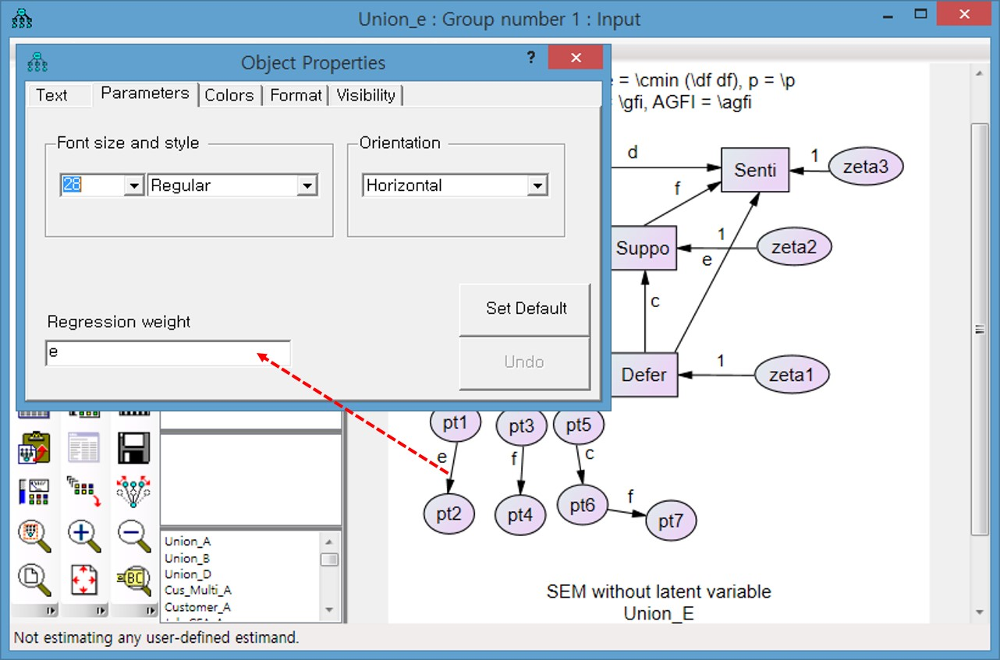 Union_e : Group number 1 : Input
Object Properties
?
Text Parameters Colors Format Visibility
Font size and style
28 Regular
Orientation
Horizontal
Regression weight
e
Set Default
Undo
= \cmin (\df df), p = \p
\gfi, AGFI = \agfi
d
Senti
1
zeta3
f
Suppo
1
zeta2
e
c
Defer
1
zeta1
pt1 pt3 pt5
e f c
pt2 pt4 pt6 f pt7
SEM without latent variable
Union_E
Union_A
Union_B
Union_D
Cus_Multi_A
Customer_A
Not estimating any user-defined estimand.